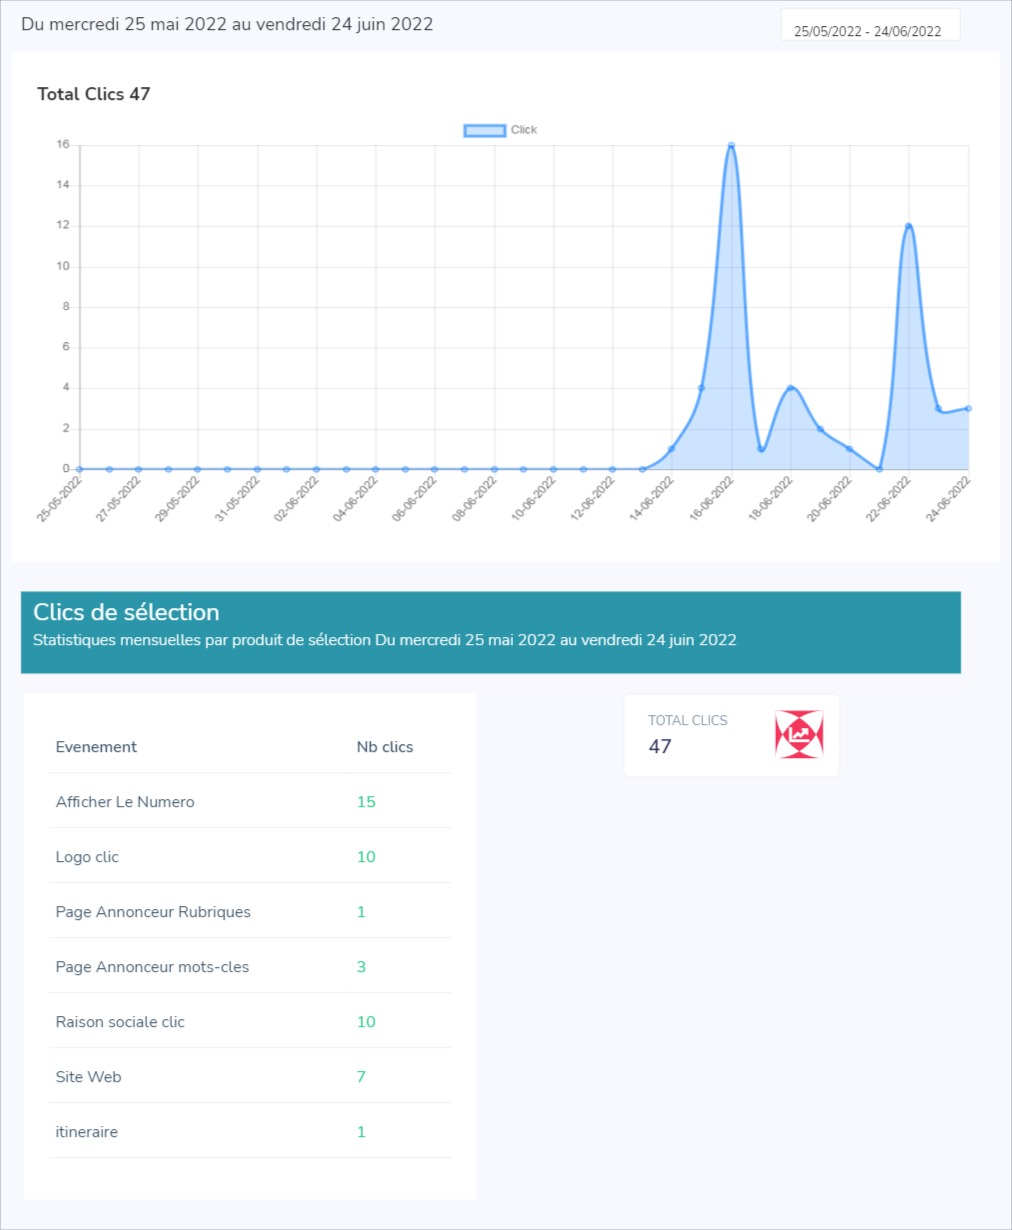 Du mercredi 25 mai 2022 au vendredi 24 juin 2022
25/05/2022 - 24/06/2022
Total Clics 47
Click
16
14
12
10
8
6
4
2
0
25-05-2022 27-05-2022 29-05-2022 31-05-2022 02-06-2022 04-06-2022 06-06-2022 08-06-2022 10-06-2022 12-06-2022 14-06-2022 16-06-2022 18-06-2022 20-06-2022 22-06-2022 24-06-2022
Clics de sélection
Statistiques mensuelles par produit de sélection Du mercredi 25 mai 2022 au vendredi 24 juin 2022
Evenement Nb clics
Afficher Le Numero 15
Logo clic 10
Page Annonceur Rubriques 1
Page Annonceur mots-cles 3
Raison sociale clic 10
Site Web 7
itineraire 1
TOTAL CLICS
47